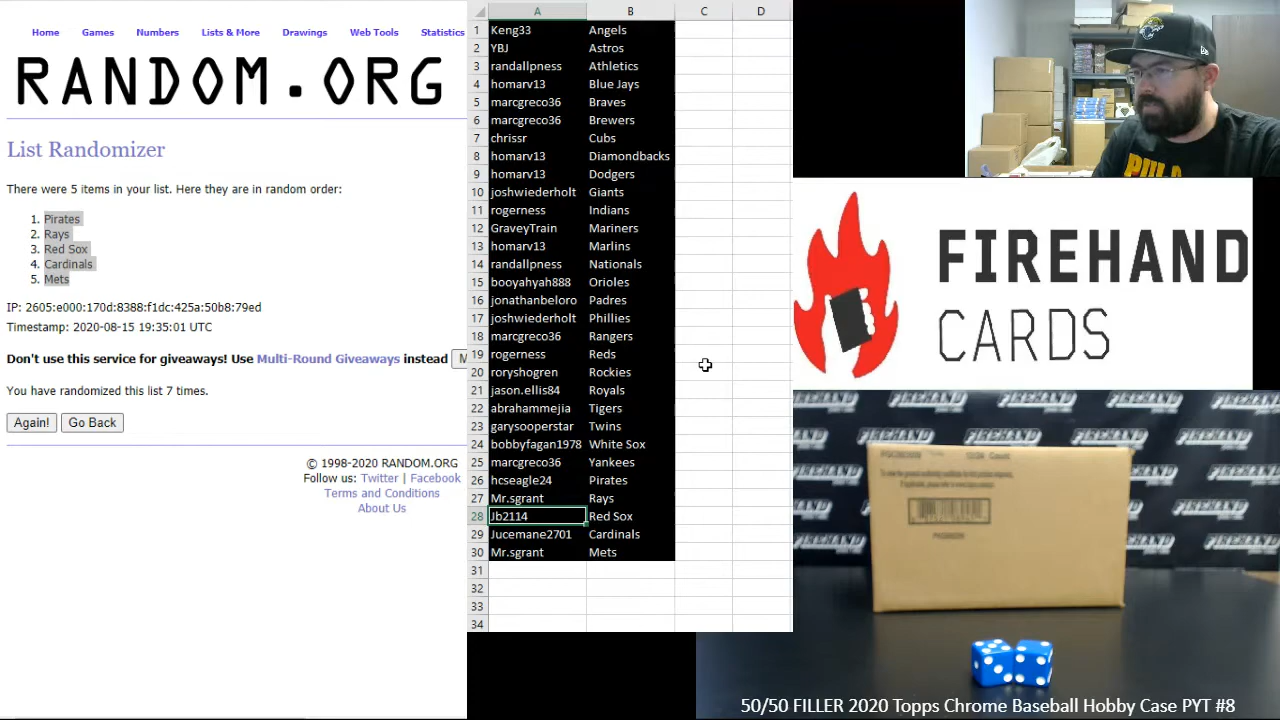 Home Games Numbers Lists & More Drawings Web Tools Statistics
RANDOM.ORG
List Randomizer
There were 5 items in your list. Here they are in random order:
1. Pirates
2. Rays
3. Red Sox
4. Cardinals
5. Mets
IP: 2605:e000:170d:8388:f1dc:425a:50b8:79ed
Timestamp: 2020-08-15 19:35:01 UTC
Don't use this service for giveaways! Use Multi-Round Giveaways instead
You have randomized this list 7 times.
Again! Go Back
© 1998-2020 RANDOM.ORG
Follow us: Twitter | Facebook
Terms and Conditions
About Us
A B C D
1 Keng33 Angels
2 YBJ Astros
3 randallpness Athletics
4 homarv13 Blue Jays
5 marcgreco36 Braves
6 marcgreco36 Brewers
7 chrissr Cubs
8 homarv13 Diamondbacks
9 homarv13 Dodgers
10 joshwiederholt Giants
11 rogerness Indians
12 GraveyTrain Mariners
13 homarv13 Marlins
14 randallpness Nationals
15 booyahyah888 Orioles
16 jonathanbeloro Padres
17 joshwiederholt Phillies
18 marcgreco36 Rangers
19 rogerness Reds
20 roryshogren Rockies
21 jason.ellis84 Royals
22 abrahammejia Tigers
23 garysooperstar Twins
24 bobbyfagan1978 White Sox
25 marcgreco36 Yankees
26 hcseagle24 Pirates
27 Mr.sgrant Rays
28 Jb2114 Red Sox
29 Jucemane2701 Cardinals
30 Mr.sgrant Mets
31
32
33
34
FIREHAND
CARDS
FIREHAND
50/50 FILLER 2020 Topps Chrome Baseball Hobby Case PYT #8